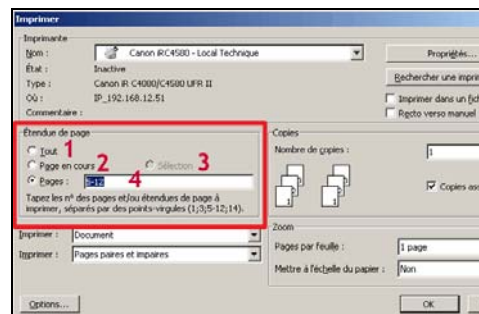 Imprimer
Imprimante
Nom : Canon iRC4580 - Local Technique Propriétés...
État : Inactive
Type : Canon iR C4000/C4580 UFR II Rechercher une imprim
Où : IP_192.168.12.51 Imprimer dans un fich
Commentaire : Recto verso manuel
Étendue de page
Tout 1
Page en cours 2 Sélection 3
Pages : 5-12 4
Tapez les n° des pages et/ou étendues de page à
imprimer, séparés par des points-virgules (1;3;5-12;14).
Copies
Nombre de copies : 1
Copies ass
Imprimer : Document
Imprimer : Pages paires et impaires
Zoom
Pages par feuille : 1 page
Mettre à l'échelle du papier : Non
Options... OK